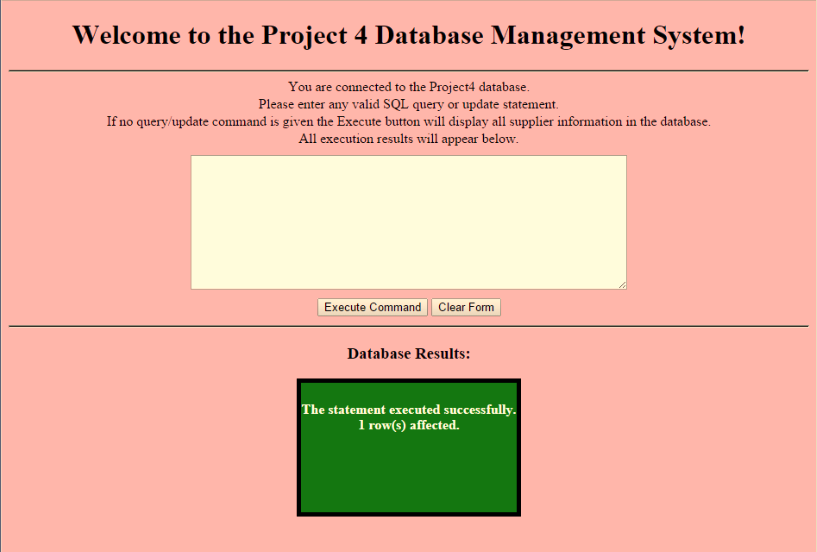 Welcome to the Project 4 Database Management System!
You are connected to the Project4 database.
Please enter any valid SQL query or update statement.
If no query/update command is given the Execute button will display all supplier information in the database.
All execution results will appear below.
Execute Command Clear Form
Database Results:
The statement executed successfully.
1 row(s) affected.